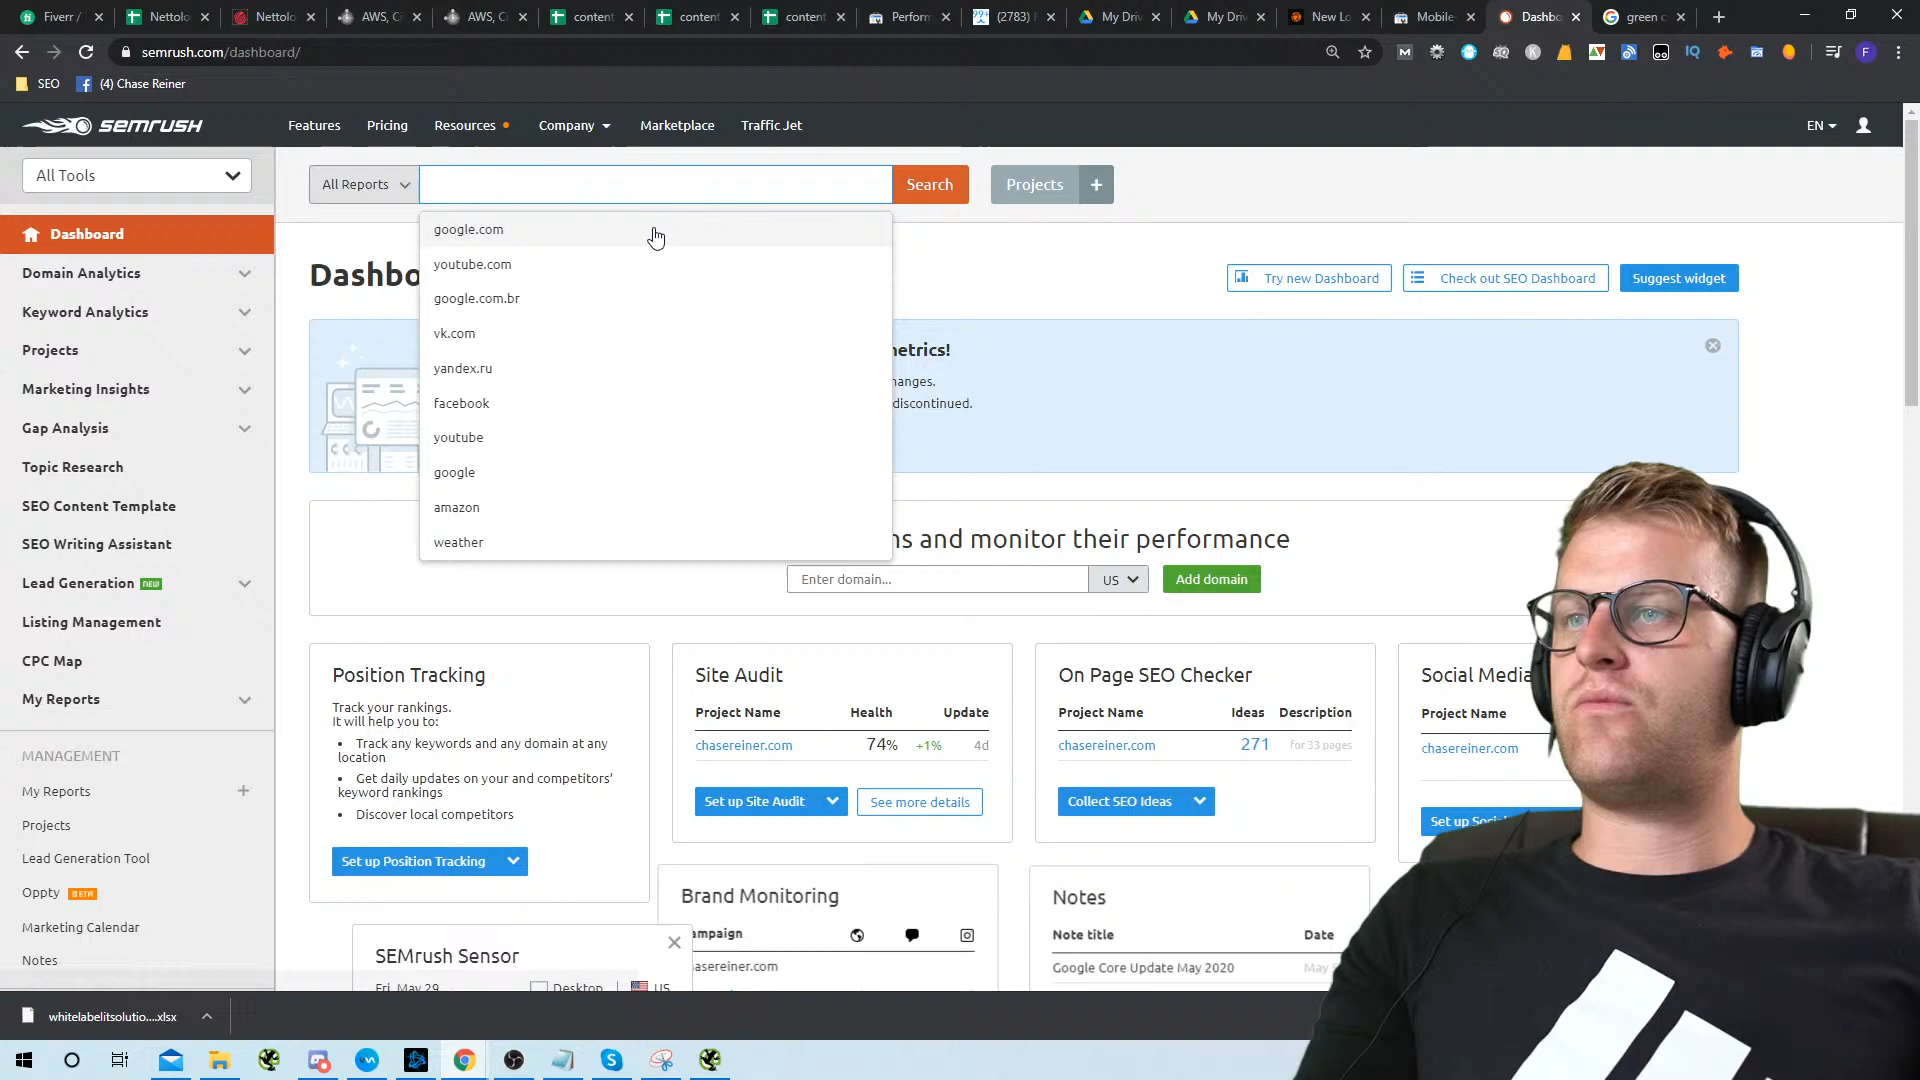 Fiverr /
Nettolo
Nettolo
AWS, C
AWS, C
content
content
content
Perform
(2783)
My Driv
My Driv
New Lo
Mobile-
Dashbo
green c
semrush.com/dashboard/
SEO
(4) Chase Reiner
SEMRUSH
Features
Pricing
Resources
Company
Marketplace
Traffic Jet
EN
All Tools
All Reports
Search
Projects +
Dashboard
Domain Analytics
Keyword Analytics
Projects
Marketing Insights
Gap Analysis
Topic Research
SEO Content Template
SEO Writing Assistant
Lead Generation NEW
Listing Management
CPC Map
My Reports
MANAGEMENT
My Reports +
Projects
Lead Generation Tool
Oppty BETA
Marketing Calendar
Notes
google.com
youtube.com
google.com.br
vk.com
yandex.ru
facebook
youtube
google
amazon
weather
Dashbo
Try new Dashboard
Check out SEO Dashboard
Suggest widget
etrics!
anges.
discontinued.
ns and monitor their performance
Enter domain...
US
Add domain
Position Tracking
Track your rankings.
It will help you to:
• Track any keywords and any domain at any
location
• Get daily updates on your and competitors'
keyword rankings
• Discover local competitors
Set up Position Tracking
Site Audit
Project Name Health Update
chasereiner.com 74% +1% 4d
Set up Site Audit
See more details
On Page SEO Checker
Project Name Ideas Description
chasereiner.com 271 for 33 pages
Collect SEO Ideas
Social Media
Project Name
chasereiner.com
Set up Soci
Brand Monitoring
ampaign
asereiner.com
Notes
Note title Date
Google Core Update May 2020 May
SEMrush Sensor
Fri, May 29 Desktop US
whitelabelitsolutio....xlsx